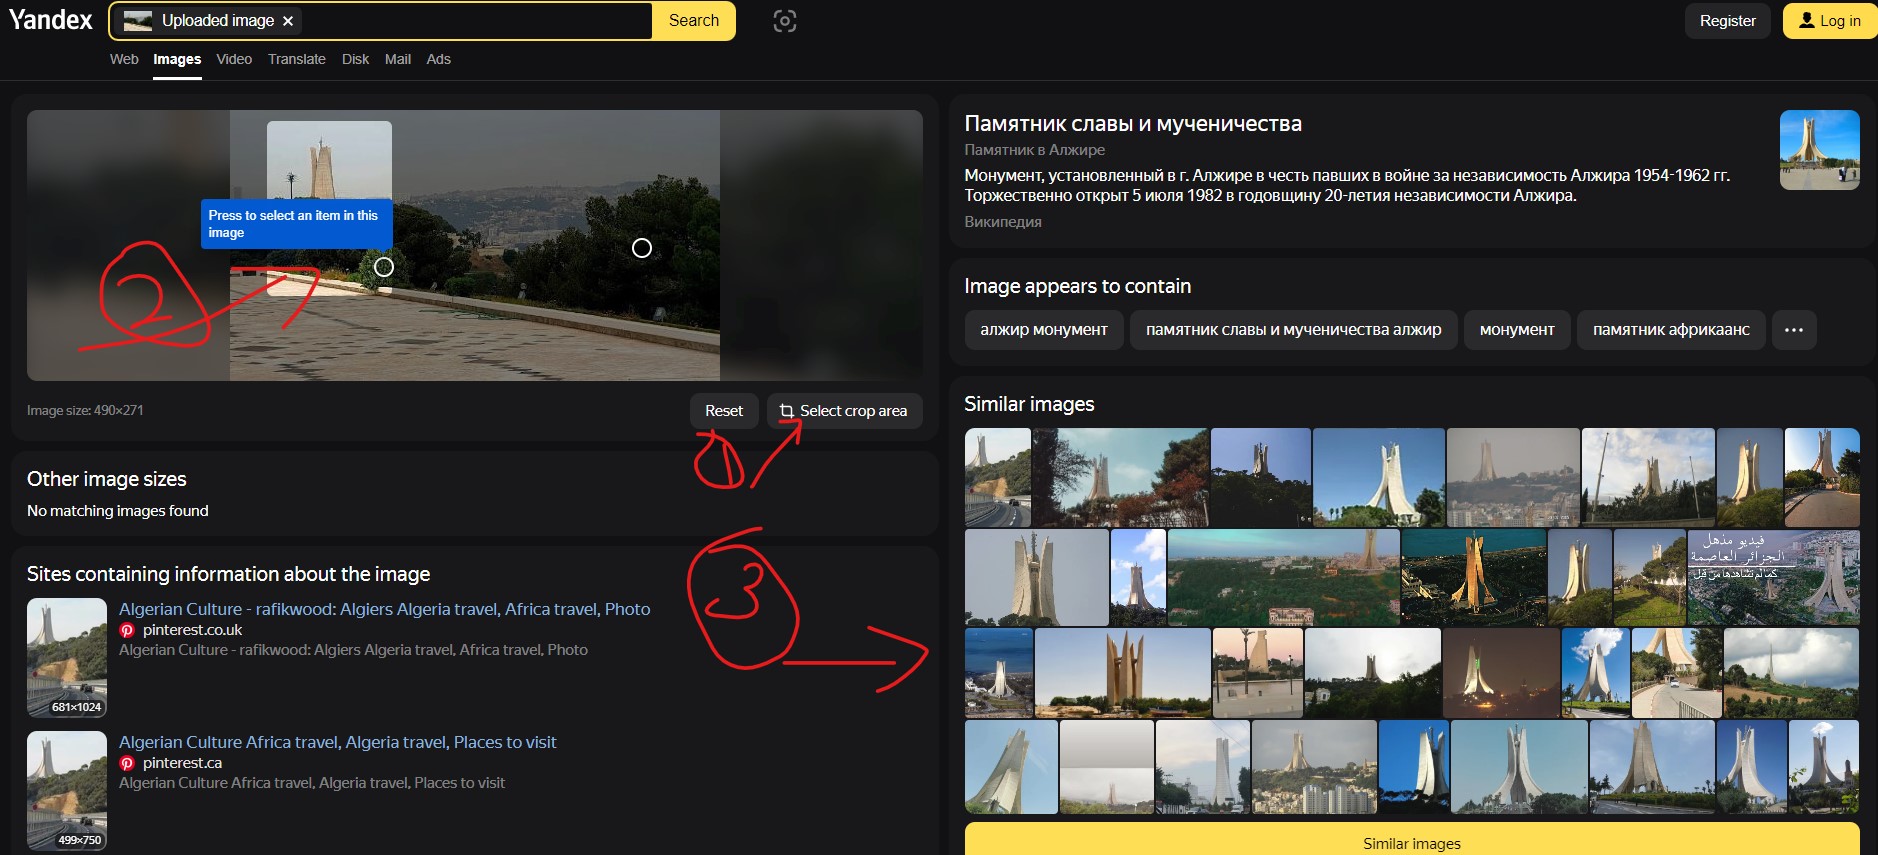 Yandex
Uploaded image ×
Search
Register
Log in
Web Images Video Translate Disk Mail Ads
Press to select an item in this
image
2
Image size: 490×271
Reset
Select crop area
1
Other image sizes
No matching images found
3
Sites containing information about the image
Algerian Culture - rafikwood: Algiers Algeria travel, Africa travel, Photo
pinterest.co.uk
Algerian Culture - rafikwood: Algiers Algeria travel, Africa travel, Photo
681×1024
Algerian Culture Africa travel, Algeria travel, Places to visit
pinterest.ca
Algerian Culture Africa travel, Algeria travel, Places to visit
499×750
Памятник славы и мученичества
Памятник в Алжире
Монумент, установленный в г. Алжире в честь павших в войне за независимость Алжира 1954-1962 гг.
Торжественно открыт 5 июля 1982 в годовщину 20-летия независимости Алжира.
Википедия
Image appears to contain
алжир монумент
памятник славы и мученичества алжир
монумент
памятник африкаанс
...
Similar images
فيديو مذهل
الجزائر العاصمة
كما لم تشاهدها من قبل
Similar images